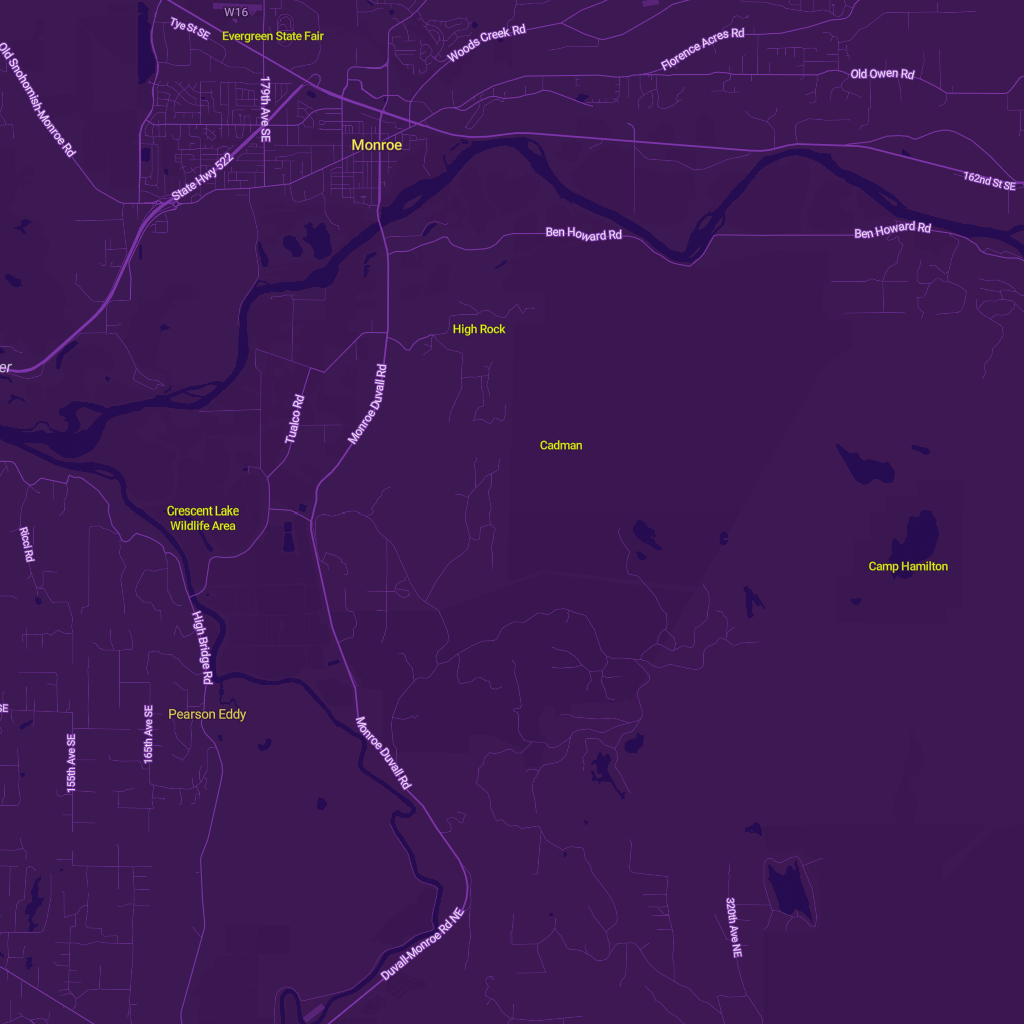 W16
Tye St SE
Evergreen State Fair
Woods Creek Rd
Florence Acres Rd
Old Owen Rd
Old Snohomish-Monroe Rd
179th Ave SE
Monroe
State Hwy 522
162nd St SE
Ben Howard Rd
Ben Howard Rd
High Rock
er
Monroe Duvall Rd
Tualco Rd
Cadman
Crescent Lake
Wildlife Area
Ricci Rd
Camp Hamilton
High Bridge Rd
SE
165th Ave SE
Pearson Eddy
155th Ave SE
Monroe Duvall Rd
320th Ave NE
Duvall-Monroe Rd NE